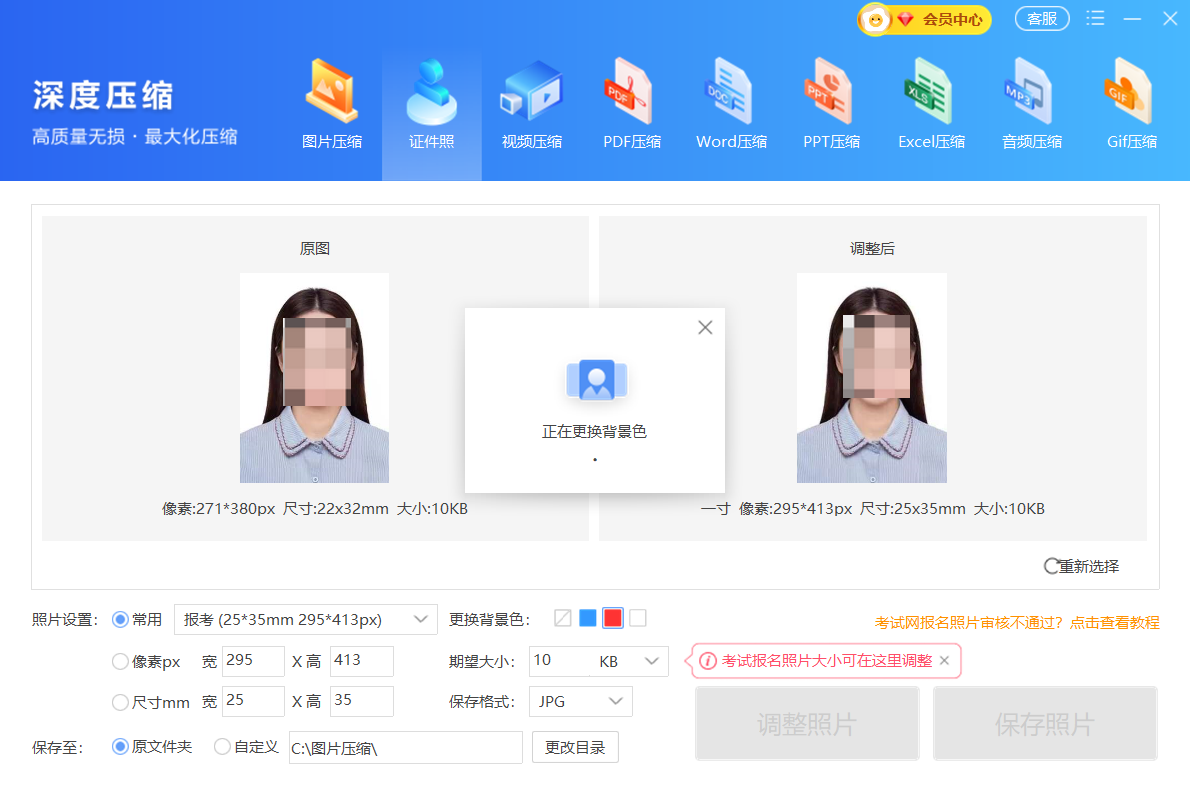 会员中心
客服
深度压缩
高质量无损·最大化压缩
图片压缩
证件照
视频压缩
PDF
PDF压缩
DOC
Word压缩
PPT
PPT压缩
XLS
Excel压缩
MP3
音频压缩
GIF
Gif压缩
原图
调整后
正在更换背景色
像素:271*380px 尺寸:22x32mm 大小:10KB
一寸 像素:295*413px 尺寸:25x35mm 大小:10KB
重新选择
照片设置: 常用 报考 (25*35mm 295*413px) 更换背景色:
考试网报名照片审核不通过? 点击查看教程
像素px 宽 295 X 高 413 期望大小: 10 KB
考试报名照片大小可在这里调整
尺寸mm 宽 25 X 高 35 保存格式: JPG
调整照片 保存照片
保存至: 原文件夹 自定义 C:\图片压缩\ 更改目录